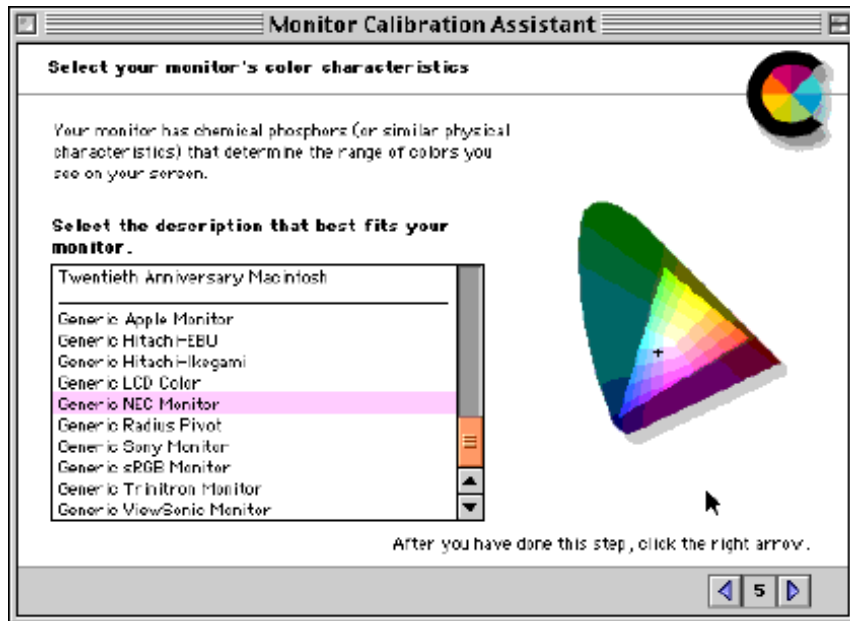 Monitor Calibration Assistant
Select your monitor's color characteristics
Your monitor has chemical phosphors (or similar physical
characteristics) that determine the range of colors you
see on your screen.
Select the description that best fits your
monitor.
Twentieth Anniversary Macintosh
Generic Apple Monitor
Generic Hitachi-EBU
Generic Hitachi-Ikegami
Generic LCD Color
Generic NEC Monitor
Generic Radius Pivot
Generic Sony Monitor
Generic sRGB Monitor
Generic Trinitron Monitor
Generic ViewSonic Monitor
After you have done this step, click the right arrow.
5